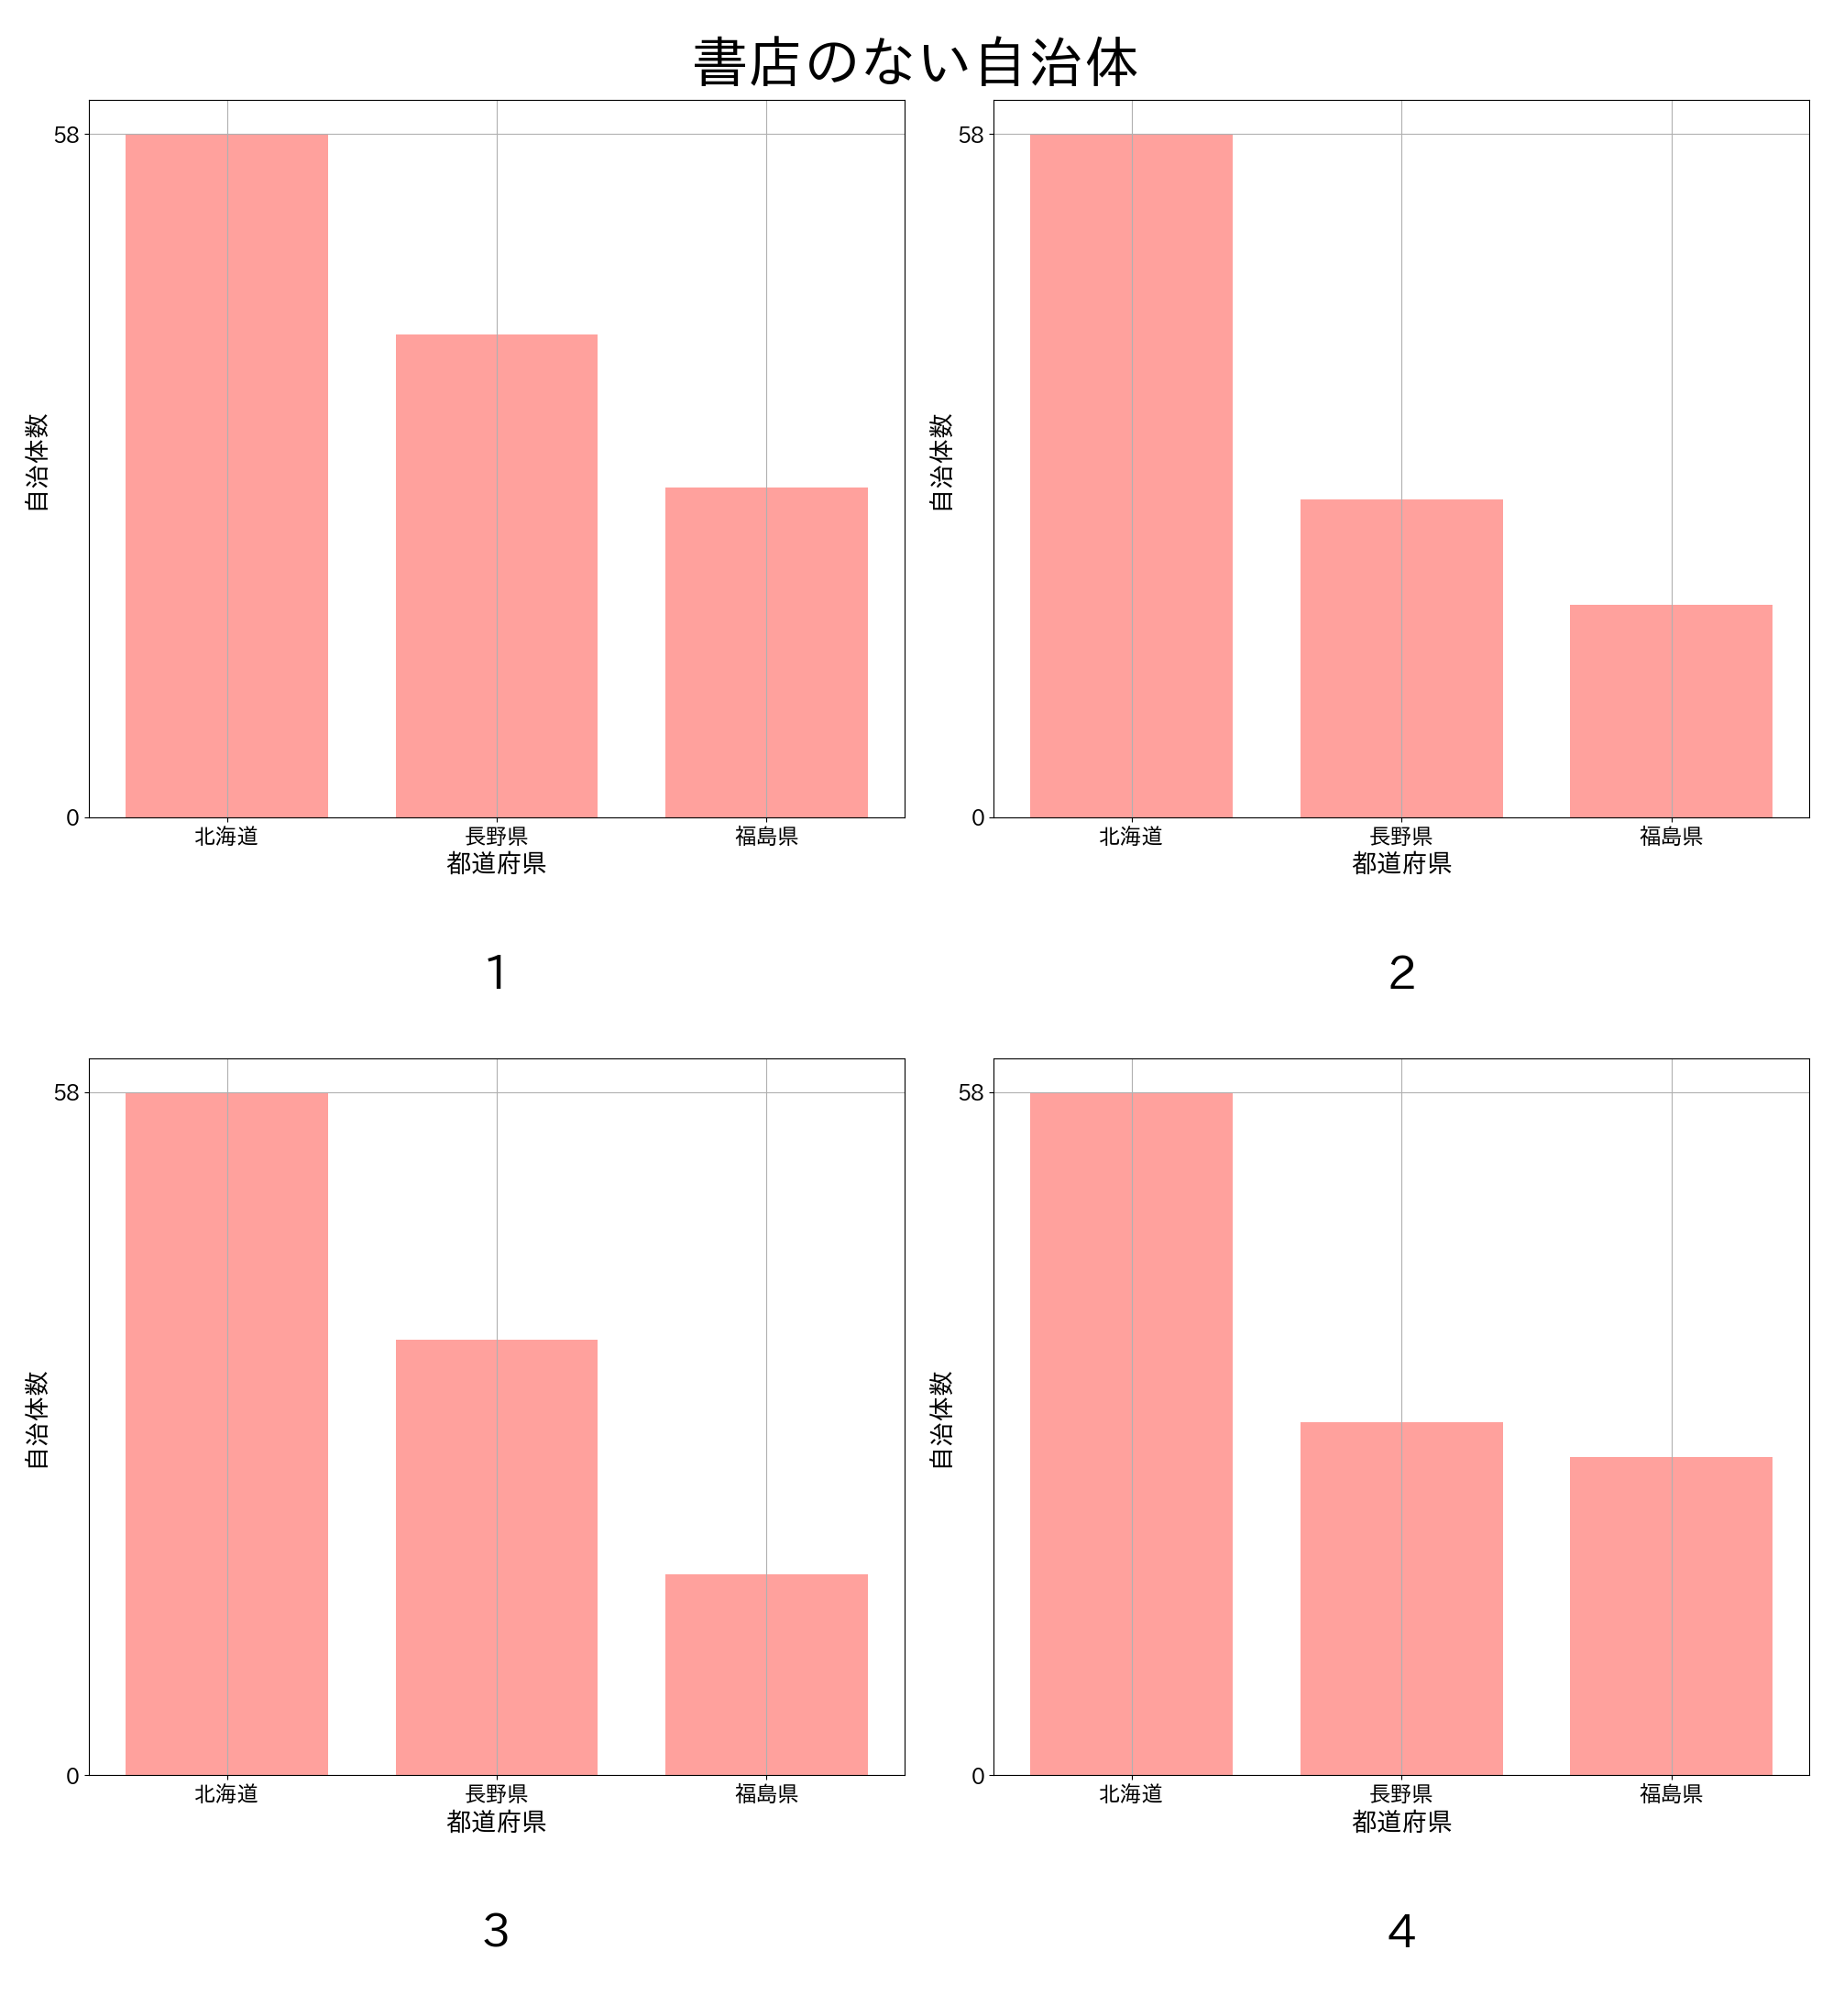 書店のない自治体
58
0
自治体数
北海道 長野県 福島県
都道府県
1
58
0
自治体数
北海道 長野県 福島県
都道府県
2
58
0
自治体数
北海道 長野県 福島県
都道府県
3
58
0
自治体数
北海道 長野県 福島県
都道府県
4